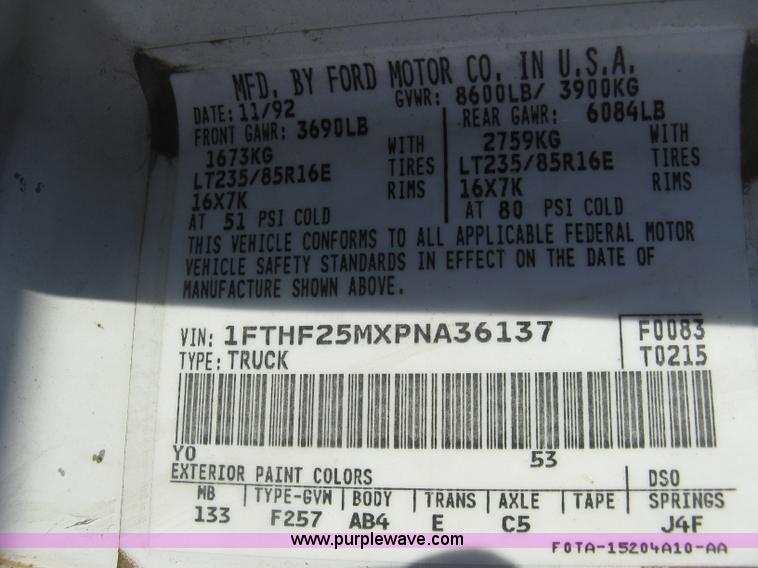 MFD. BY FORD MOTOR CO. IN U.S.A.
DATE: 11/92 GVWR: 8600LB/ 3900KG
FRONT GAWR: 3690LB REAR GAWR: 6084LB
1673KG WITH 2759KG WITH
LT235/85R16E TIRES LT235/85R16E TIRES
16X7K RIMS 16X7K RIMS
AT 51 PSI COLD AT 80 PSI COLD
THIS VEHICLE CONFORMS TO ALL APPLICABLE FEDERAL MOTOR
VEHICLE SAFETY STANDARDS IN EFFECT ON THE DATE OF
MANUFACTURE SHOWN ABOVE.
VIN: 1FTHF25MXPNA36137 F0083
TYPE: TRUCK T0215
YO 53
EXTERIOR PAINT COLORS DSO
WB TYPE-GVW BODY TRANS AXLE TAPE SPRINGS
133 F257 AB4 E C5 J4F
www.purplewave.com F0TA-15204A10-AA